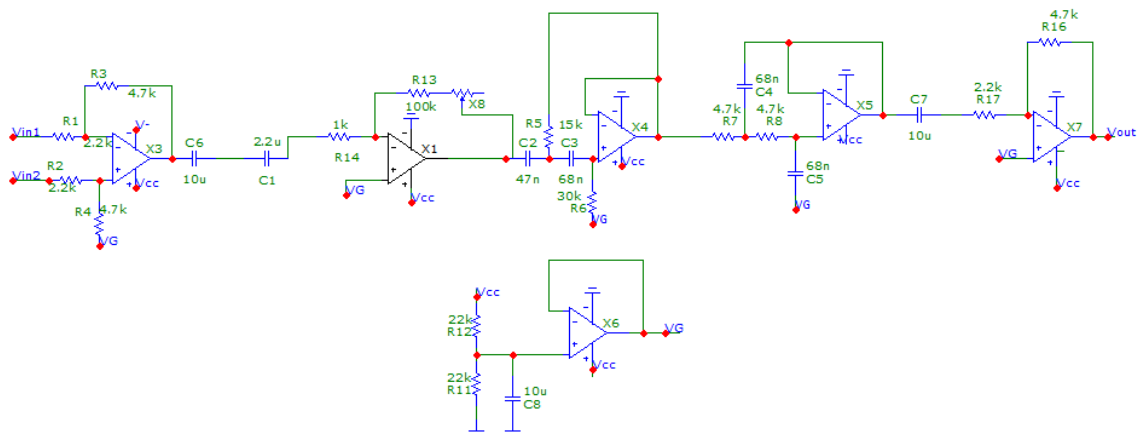 R3
4.7k
Vin1
R1
2.2k
V-
X3
Vin2
R2
2.2k
Vcc
R4
4.7k
VG
C6
10u
2.2u
C1
1k
R14
R13
100k
X8
X1
VG
Vcc
C2
47n
R5
15k
C3
68n
30k
R6
VG
X4
Vcc
4.7k
R7
4.7k
R8
68n
C4
X5
Vcc
68n
C5
VG
C7
10u
2.2k
R17
4.7k
R16
X7
Vout
VG
Vcc
Vcc
22k
R12
22k
R11
10u
C8
X6
Vcc
VG